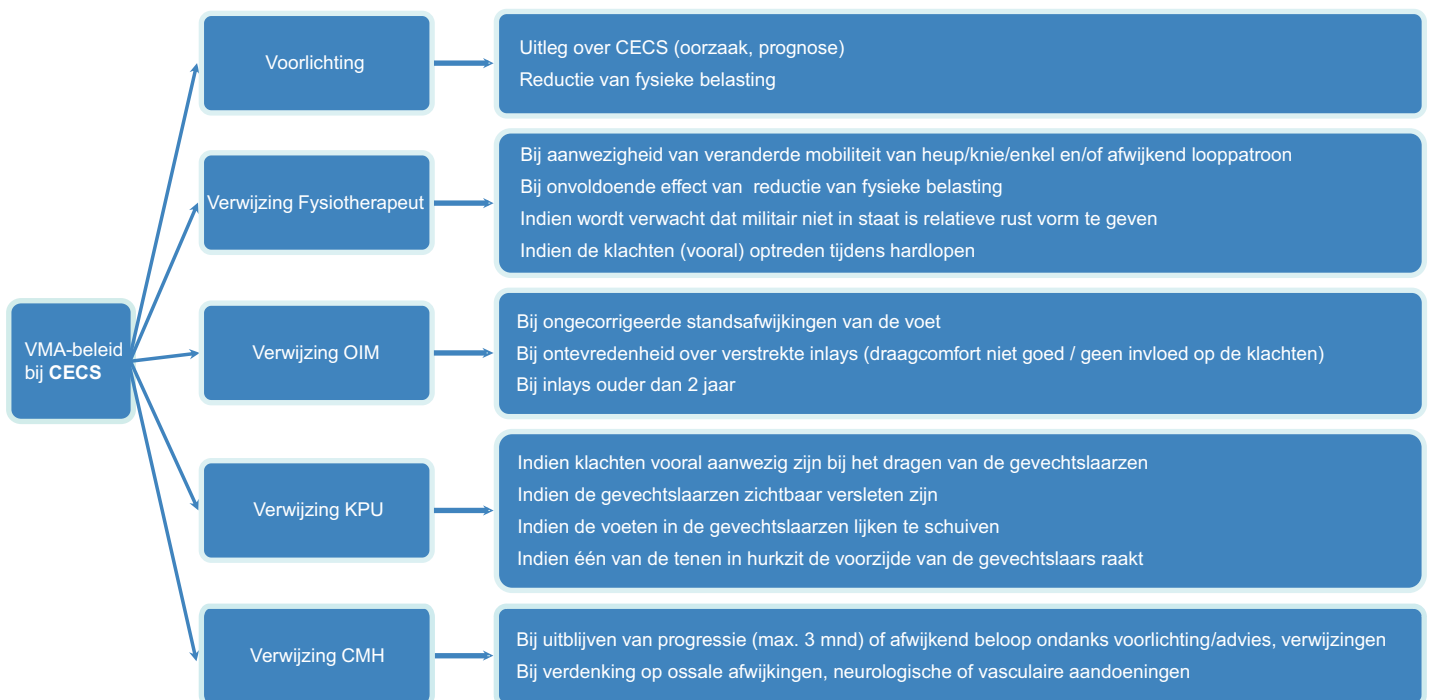 VMA-beleid
bij CECS
Voorlichting
Uitleg over CECS (oorzaak, prognose)
Reductie van fysieke belasting
Verwijzing Fysiotherapeut
Bij aanwezigheid van veranderde mobiliteit van heup/knie/enkel en/of afwijkend looppatroon
Bij onvoldoende effect van reductie van fysieke belasting
Indien wordt verwacht dat militair niet in staat is relatieve rust vorm te geven
Indien de klachten (vooral) optreden tijdens hardlopen
Verwijzing OIM
Bij ongecorrigeerde standsafwijkingen van de voet
Bij ontevredenheid over verstrekte inlays (draagcomfort niet goed / geen invloed op de klachten)
Bij inlays ouder dan 2 jaar
Verwijzing KPU
Indien klachten vooral aanwezig zijn bij het dragen van de gevechtslaarzen
Indien de gevechtslaarzen zichtbaar versleten zijn
Indien de voeten in de gevechtslaarzen lijken te schuiven
Indien één van de tenen in hurkzit de voorzijde van de gevechtslaars raakt
Verwijzing CMH
Bij uitblijven van progressie (max. 3 mnd) of afwijkend beloop ondanks voorlichting/advies, verwijzingen
Bij verdenking op ossale afwijkingen, neurologische of vasculaire aandoeningen